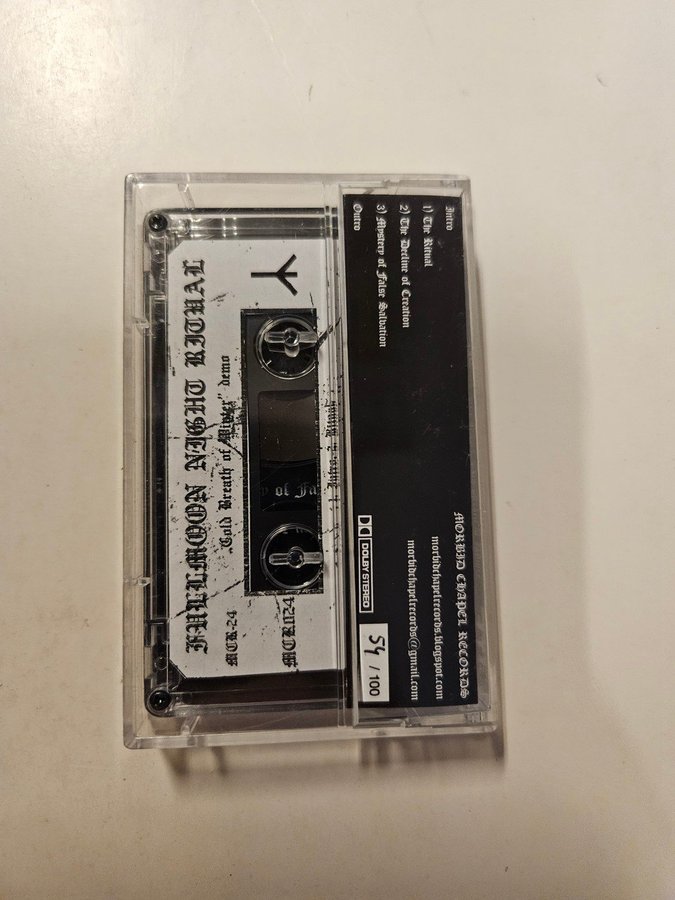 FULLMOON NIGHT RITUAL
„Cold Breath of Winter" demo
MCR-24
Intro
1) The Ritual
2) The Decline of Creation
3) Mystery of False Salvation
Outro
MORBID CHAPEL RECORDS
morbidchapelrecords.blogspot.com
morbidchapelrecords@gmail.com
DOLBY STEREO
54 / 100
y of Fa